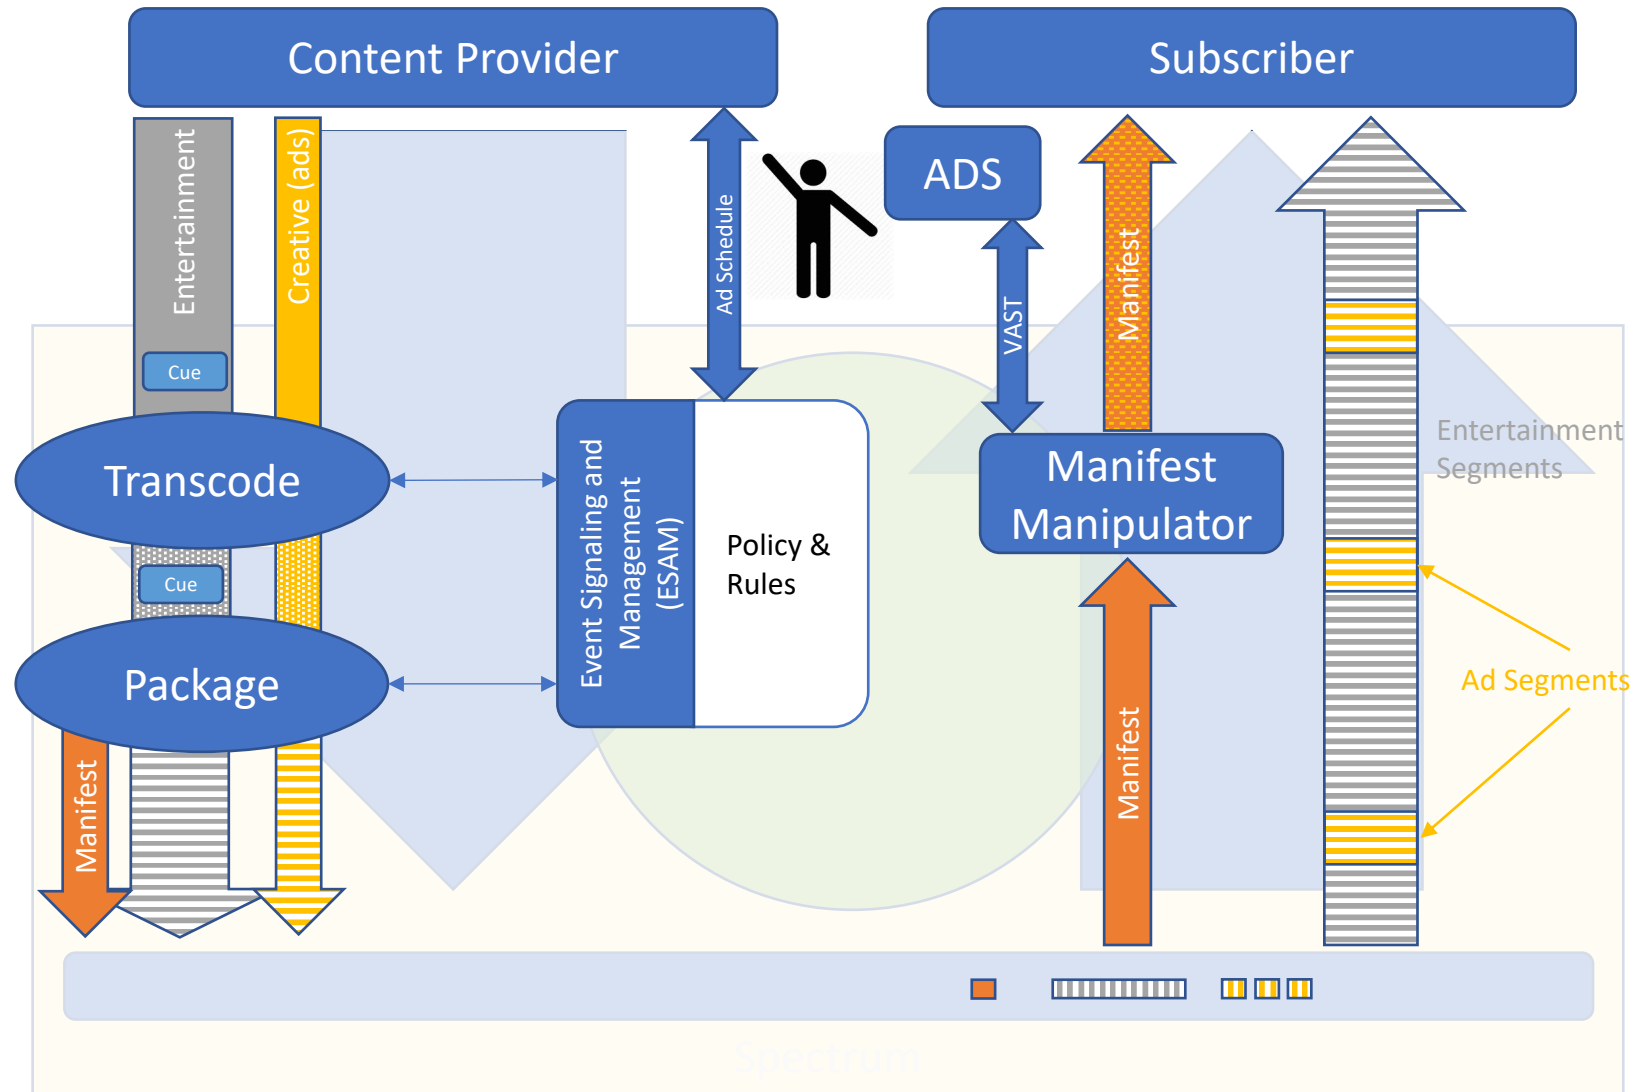 Content Provider
Subscriber
Entertainment
Creative (ads)
Ad Schedule
ADS
Manifest
VAST
Cue
Transcode
Event Signaling and
Management
(ESAM)
Policy &
Rules
Manifest
Manipulator
Entertainment
Segments
Cue
Package
Ad Segments
Manifest
Manifest
Spectrum